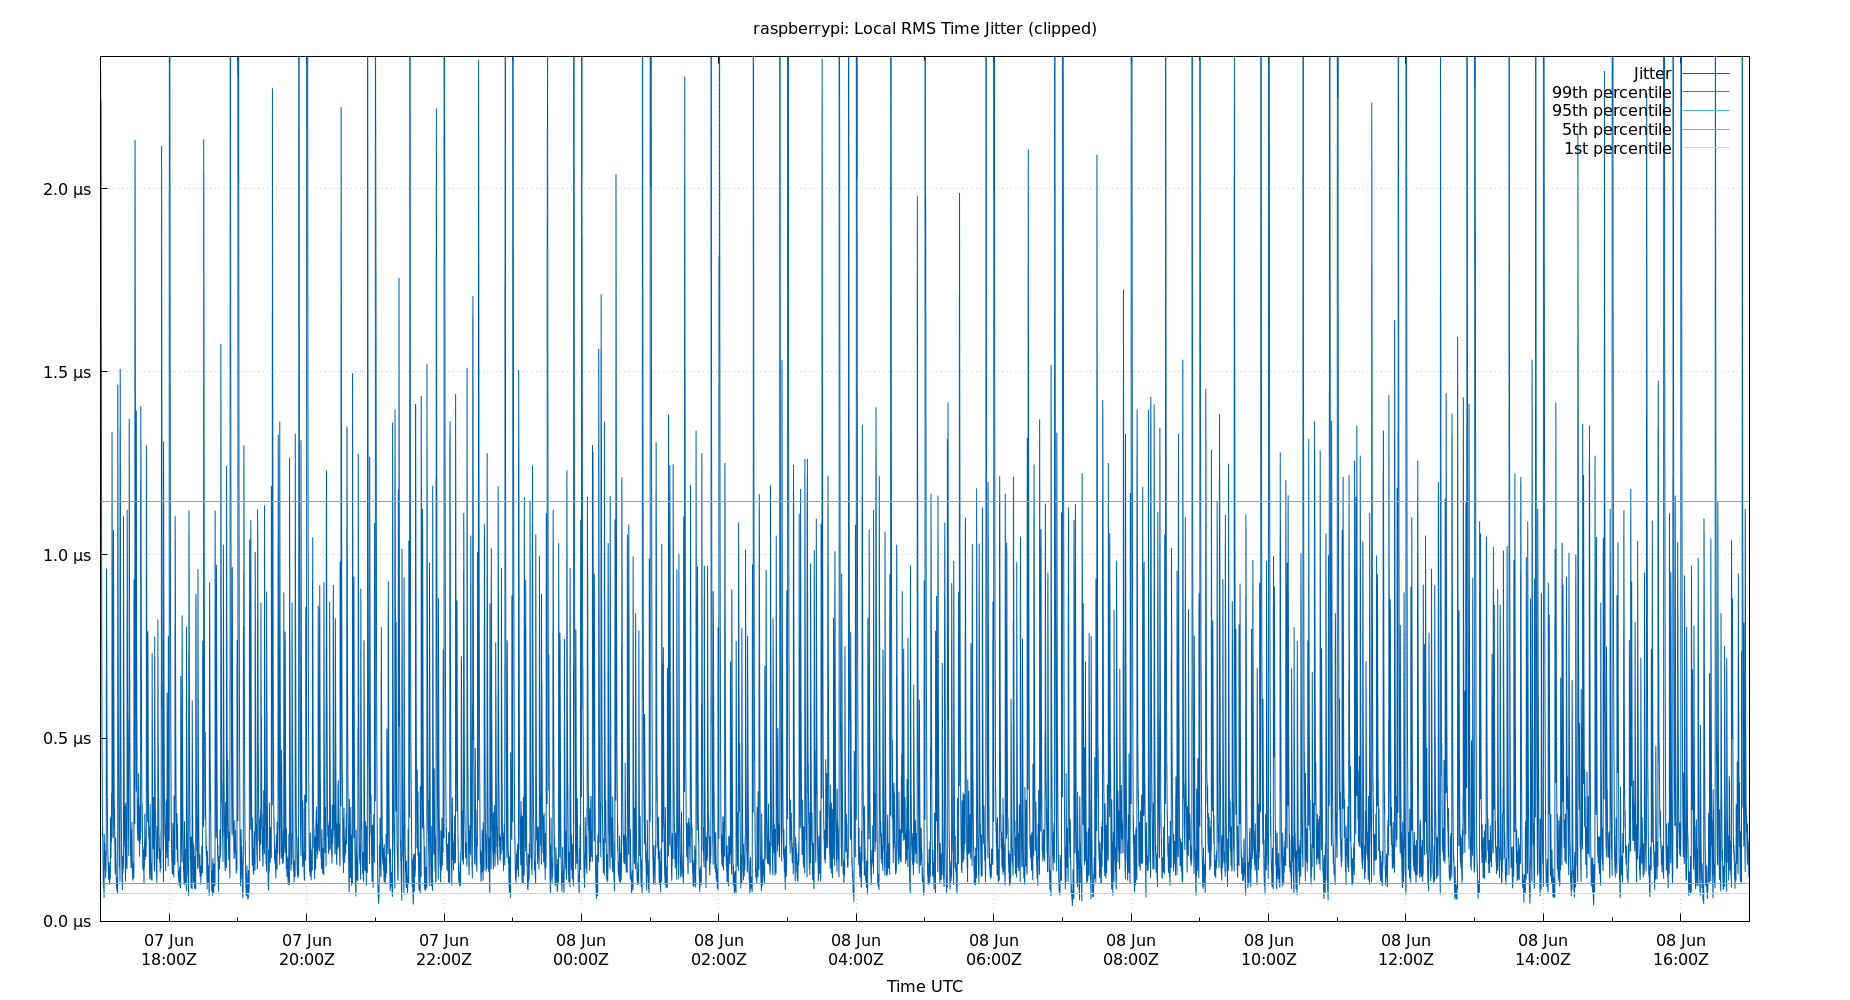 raspberrypi: Local RMS Time Jitter (clipped)
Jitter
99th percentile
95th percentile
5th percentile
1st percentile
2.0 µs
1.5 µs
1.0 µs
0.5 µs
0.0 µs
07 Jun 07 Jun 07 Jun 08 Jun 08 Jun 08 Jun 08 Jun 08 Jun 08 Jun 08 Jun 08 Jun 08 Jun
18:00Z 20:00Z 22:00Z 00:00Z 02:00Z 04:00Z 06:00Z 08:00Z 10:00Z 12:00Z 14:00Z 16:00Z
Time UTC